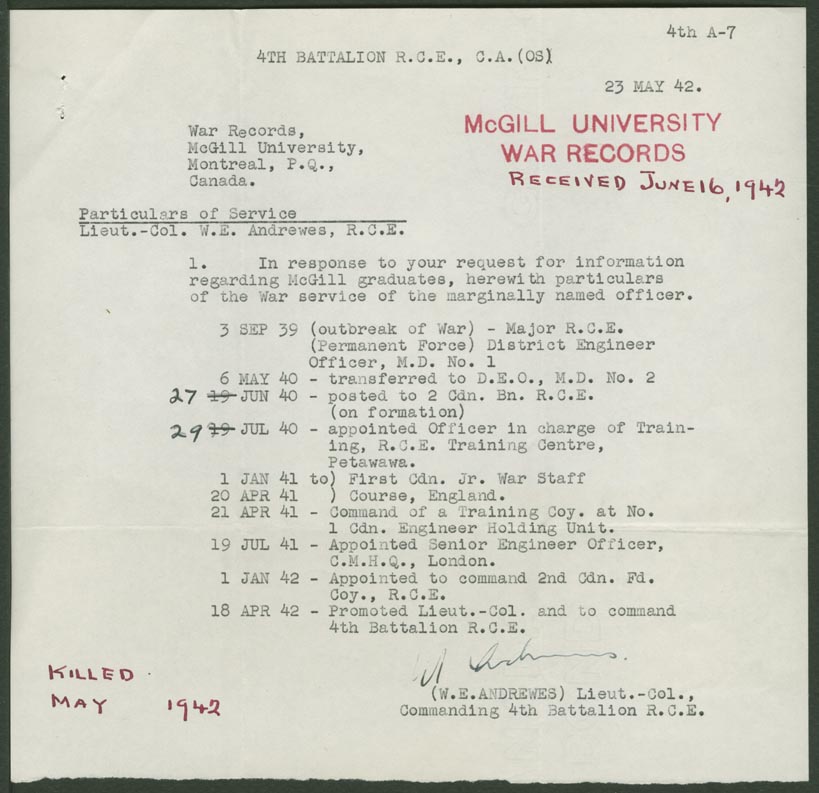 4th A-7
4TH BATTALION R.C.E., C.A.(OS)
23 MAY 42.
McGILL UNIVERSITY
WAR RECORDS
RECEIVED JUNE 16, 1942
War Records,
McGill University,
Montreal, P.Q.,
Canada.
Particulars of Service
Lieut.-Col. W.E. Andrewes, R.C.E.
1. In response to your request for information
regarding McGill graduates, herewith particulars
of the War service of the marginally named officer.
3 SEP 39 (outbreak of War) - Major R.C.E.
(Permanent Force) District Engineer
Officer, M.D. No. 1
6 MAY 40 - transferred to D.E.O., M.D. No. 2
27 19 JUN 40 - posted to 2 Cdn. Bn. R.C.E.
(on formation)
29 19 JUL 40 - appointed Officer in charge of Train-
ing, R.C.E. Training Centre,
Petawawa.
1 JAN 41 to) First Cdn. Jr. War Staff
20 APR 41 ) Course, England.
21 APR 41 - Command of a Training Coy. at No.
1 Cdn. Engineer Holding Unit.
19 JUL 41 - Appointed Senior Engineer Officer,
C.M.H.Q., London.
1 JAN 42 - Appointed to command 2nd Cdn. Fd.
Coy., R.C.E.
18 APR 42 - Promoted Lieut.-Col. and to command
4th Battalion R.C.E.
W Andrewes.
(W.E.ANDREWES) Lieut.-Col.,
Commanding 4th Battalion R.C.E.
KILLED
MAY 1942